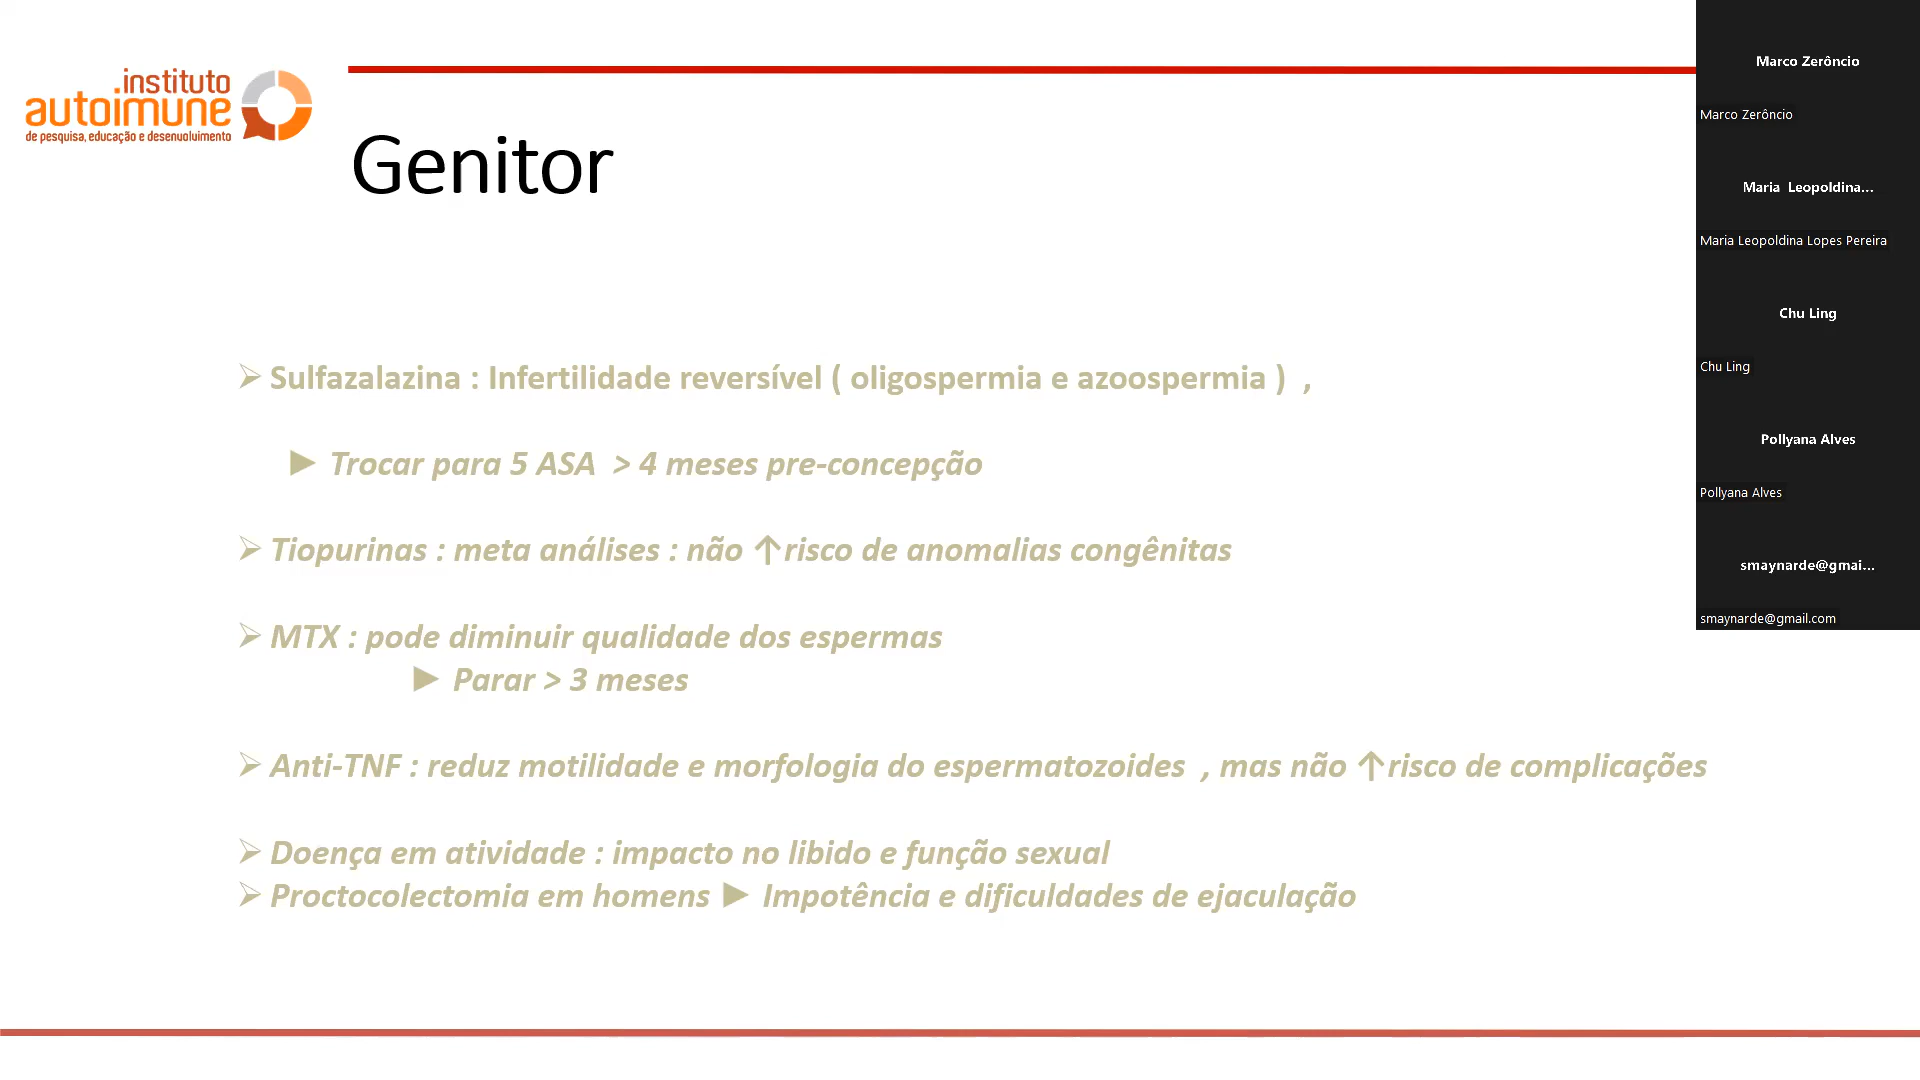 instituto
autoimune
de pesquisa, educação e desenvolvimento
Genitor
➢ Sulfazalazina : Infertilidade reversível ( oligospermia e azoospermia ) ,
► Trocar para 5 ASA > 4 meses pre-concepção
➢ Tiopurinas : meta análises : não ↑risco de anomalias congênitas
➢ MTX : pode diminuir qualidade dos espermas
► Parar > 3 meses
➢ Anti-TNF : reduz motilidade e morfologia do espermatozoides , mas não ↑risco de complicações
➢ Doença em atividade : impacto no libido e função sexual
➢ Proctocolectomia em homens ► Impotência e dificuldades de ejaculação
Marco Zerôncio
Marco Zerôncio
Maria Leopoldina...
Maria Leopoldina Lopes Pereira
Chu Ling
Chu Ling
Pollyana Alves
Pollyana Alves
smaynarde@gmai...
smaynarde@gmail.com